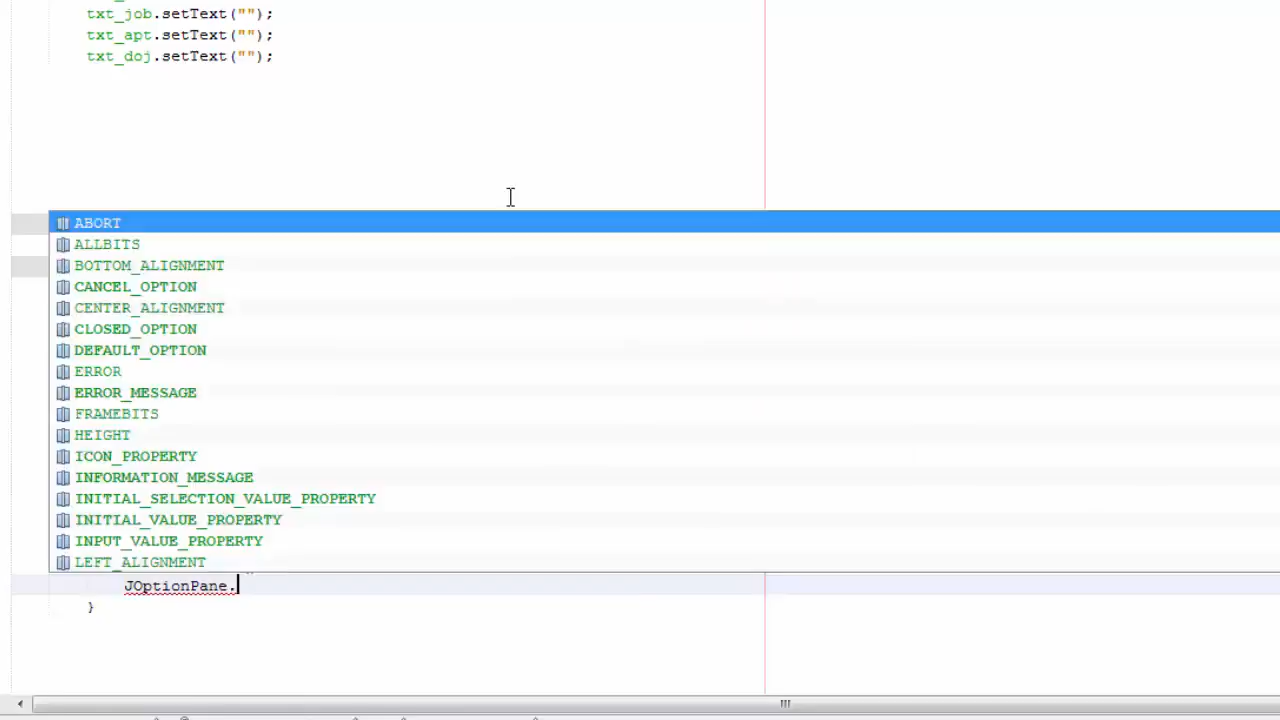 txt_job.setText("");
txt_apt.setText("");
txt_doj.setText("");
ABORT
ALLBITS
BOTTOM_ALIGNMENT
CANCEL_OPTION
CENTER_ALIGNMENT
CLOSED_OPTION
DEFAULT_OPTION
ERROR
ERROR_MESSAGE
FRAMEBITS
HEIGHT
ICON_PROPERTY
INFORMATION_MESSAGE
INITIAL_SELECTION_VALUE_PROPERTY
INITIAL_VALUE_PROPERTY
INPUT_VALUE_PROPERTY
LEFT_ALIGNMENT
JOptionPane.
}